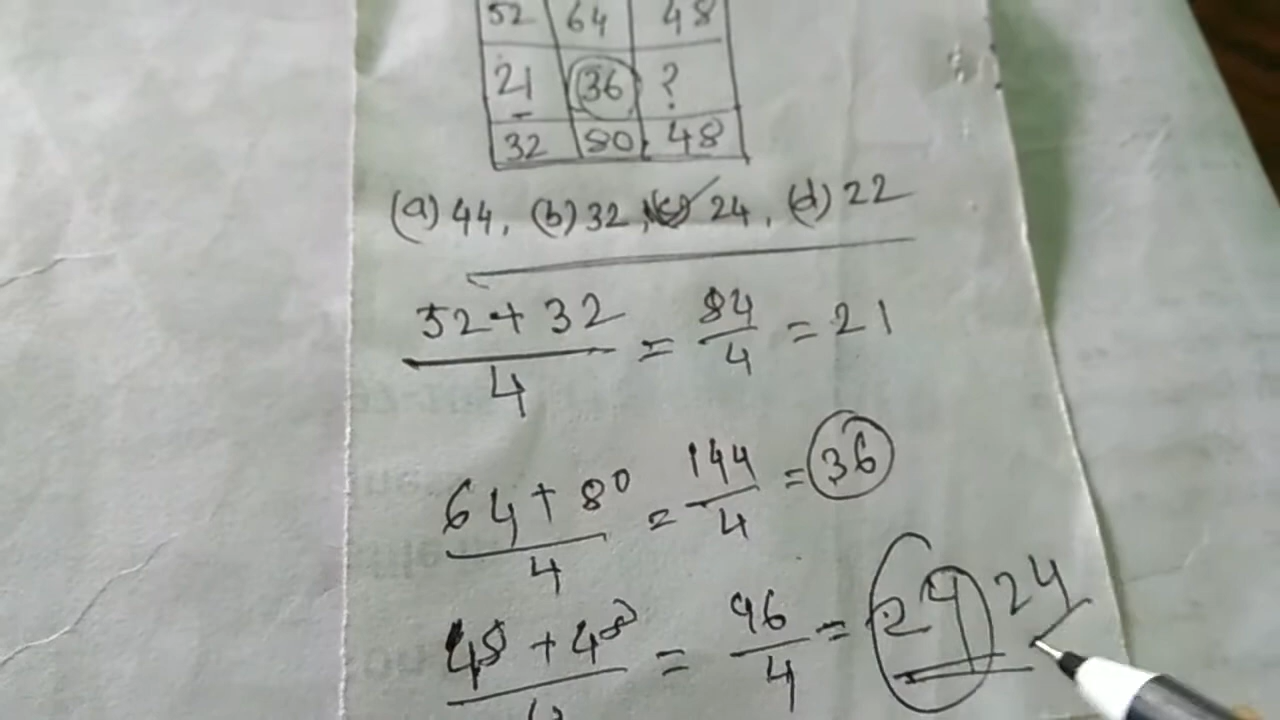 52 64 48
21 36 ?
32 80 48
(a) 44, (b) 32, (c) 24, (d) 22
52 + 32 / 4 = 84 / 4 = 21
64 + 80 / 4 = 144 / 4 = 36
48 + 48 / = 96 / 4 = 24 24